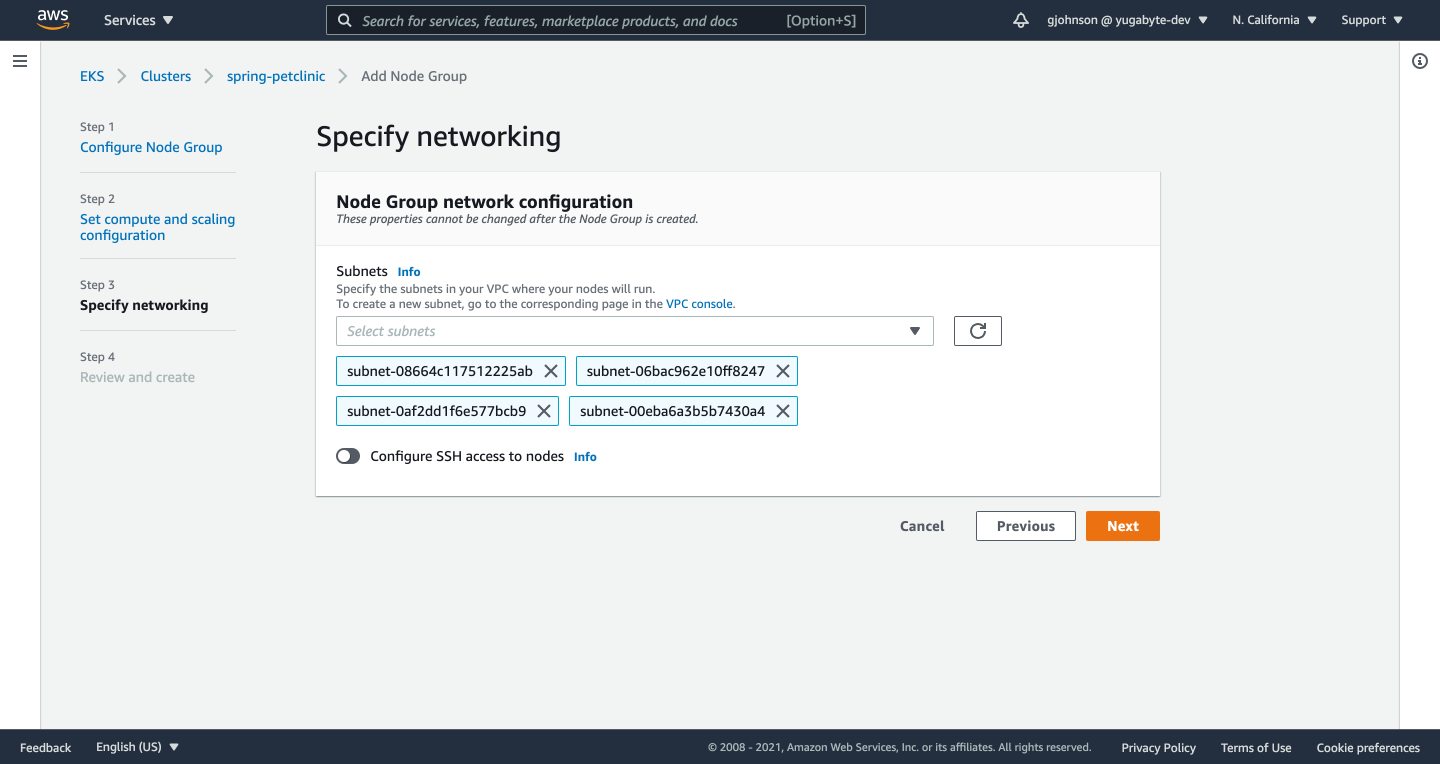 aws
Services
Search for services, features, marketplace products, and docs [Option+S]
gjohnson @ yugabyte-dev
N. California
Support
EKS
Clusters
spring-petclinic
Add Node Group
Step 1
Configure Node Group
Step 2
Set compute and scaling
configuration
Step 3
Specify networking
Step 4
Review and create
Specify networking
Node Group network configuration
These properties cannot be changed after the Node Group is created.
Subnets Info
Specify the subnets in your VPC where your nodes will run.
To create a new subnet, go to the corresponding page in the VPC console.
Select subnets
subnet-08664c117512225ab
subnet-06bac962e10ff8247
subnet-0af2dd1f6e577bcb9
subnet-00eba6a3b5b7430a4
Configure SSH access to nodes Info
Cancel
Previous
Next
Feedback
English (US)
© 2008 - 2021, Amazon Web Services, Inc. or its affiliates. All rights reserved.
Privacy Policy
Terms of Use
Cookie preferences